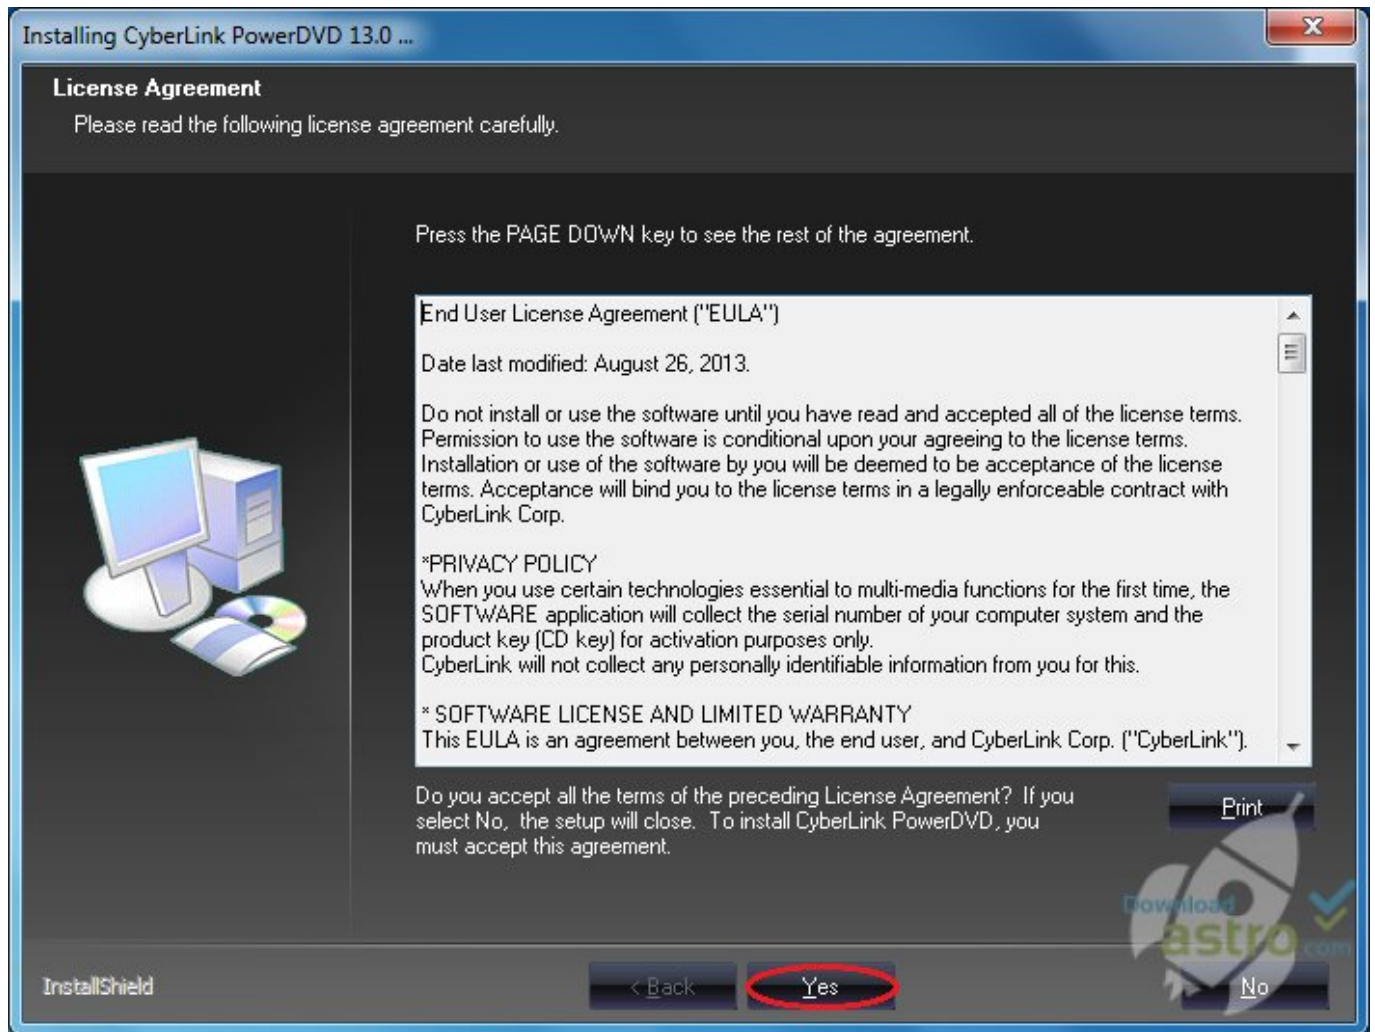 Installing CyberLink PowerDVD 13.0 ...
License Agreement
Please read the following license agreement carefully.
Press the PAGE DOWN key to see the rest of the agreement.
End User License Agreement ("EULA")
Date last modified: August 26, 2013.
Do not install or use the software until you have read and accepted all of the license terms.
Permission to use the software is conditional upon your agreeing to the license terms.
Installation or use of the software by you will be deemed to be acceptance of the license
terms. Acceptance will bind you to the license terms in a legally enforceable contract with
CyberLink Corp.
*PRIVACY POLICY
When you use certain technologies essential to multi-media functions for the first time, the
SOFTWARE application will collect the serial number of your computer system and the
product key (CD key) for activation purposes only.
CyberLink will not collect any personally identifiable information from you for this.
* SOFTWARE LICENSE AND LIMITED WARRANTY
This EULA is an agreement between you, the end user, and CyberLink Corp. ("CyberLink").
Do you accept all the terms of the preceding License Agreement?  If you
select No,  the setup will close.  To install CyberLink PowerDVD, you
must accept this agreement.
Print
Download
astro.com
InstallShield
< Back
Yes
No